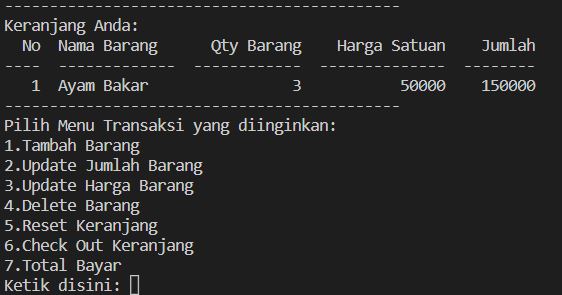 --------------------------------------------
Keranjang Anda:
  No  Nama Barang      Qty Barang    Harga Satuan    Jumlah
----  -------------  ------------  --------------  --------
   1  Ayam Bakar                3           50000    150000
--------------------------------------------
Pilih Menu Transaksi yang diinginkan:
1.Tambah Barang
2.Update Jumlah Barang
3.Update Harga Barang
4.Delete Barang
5.Reset Keranjang
6.Check Out Keranjang
7.Total Bayar
Ketik disini: